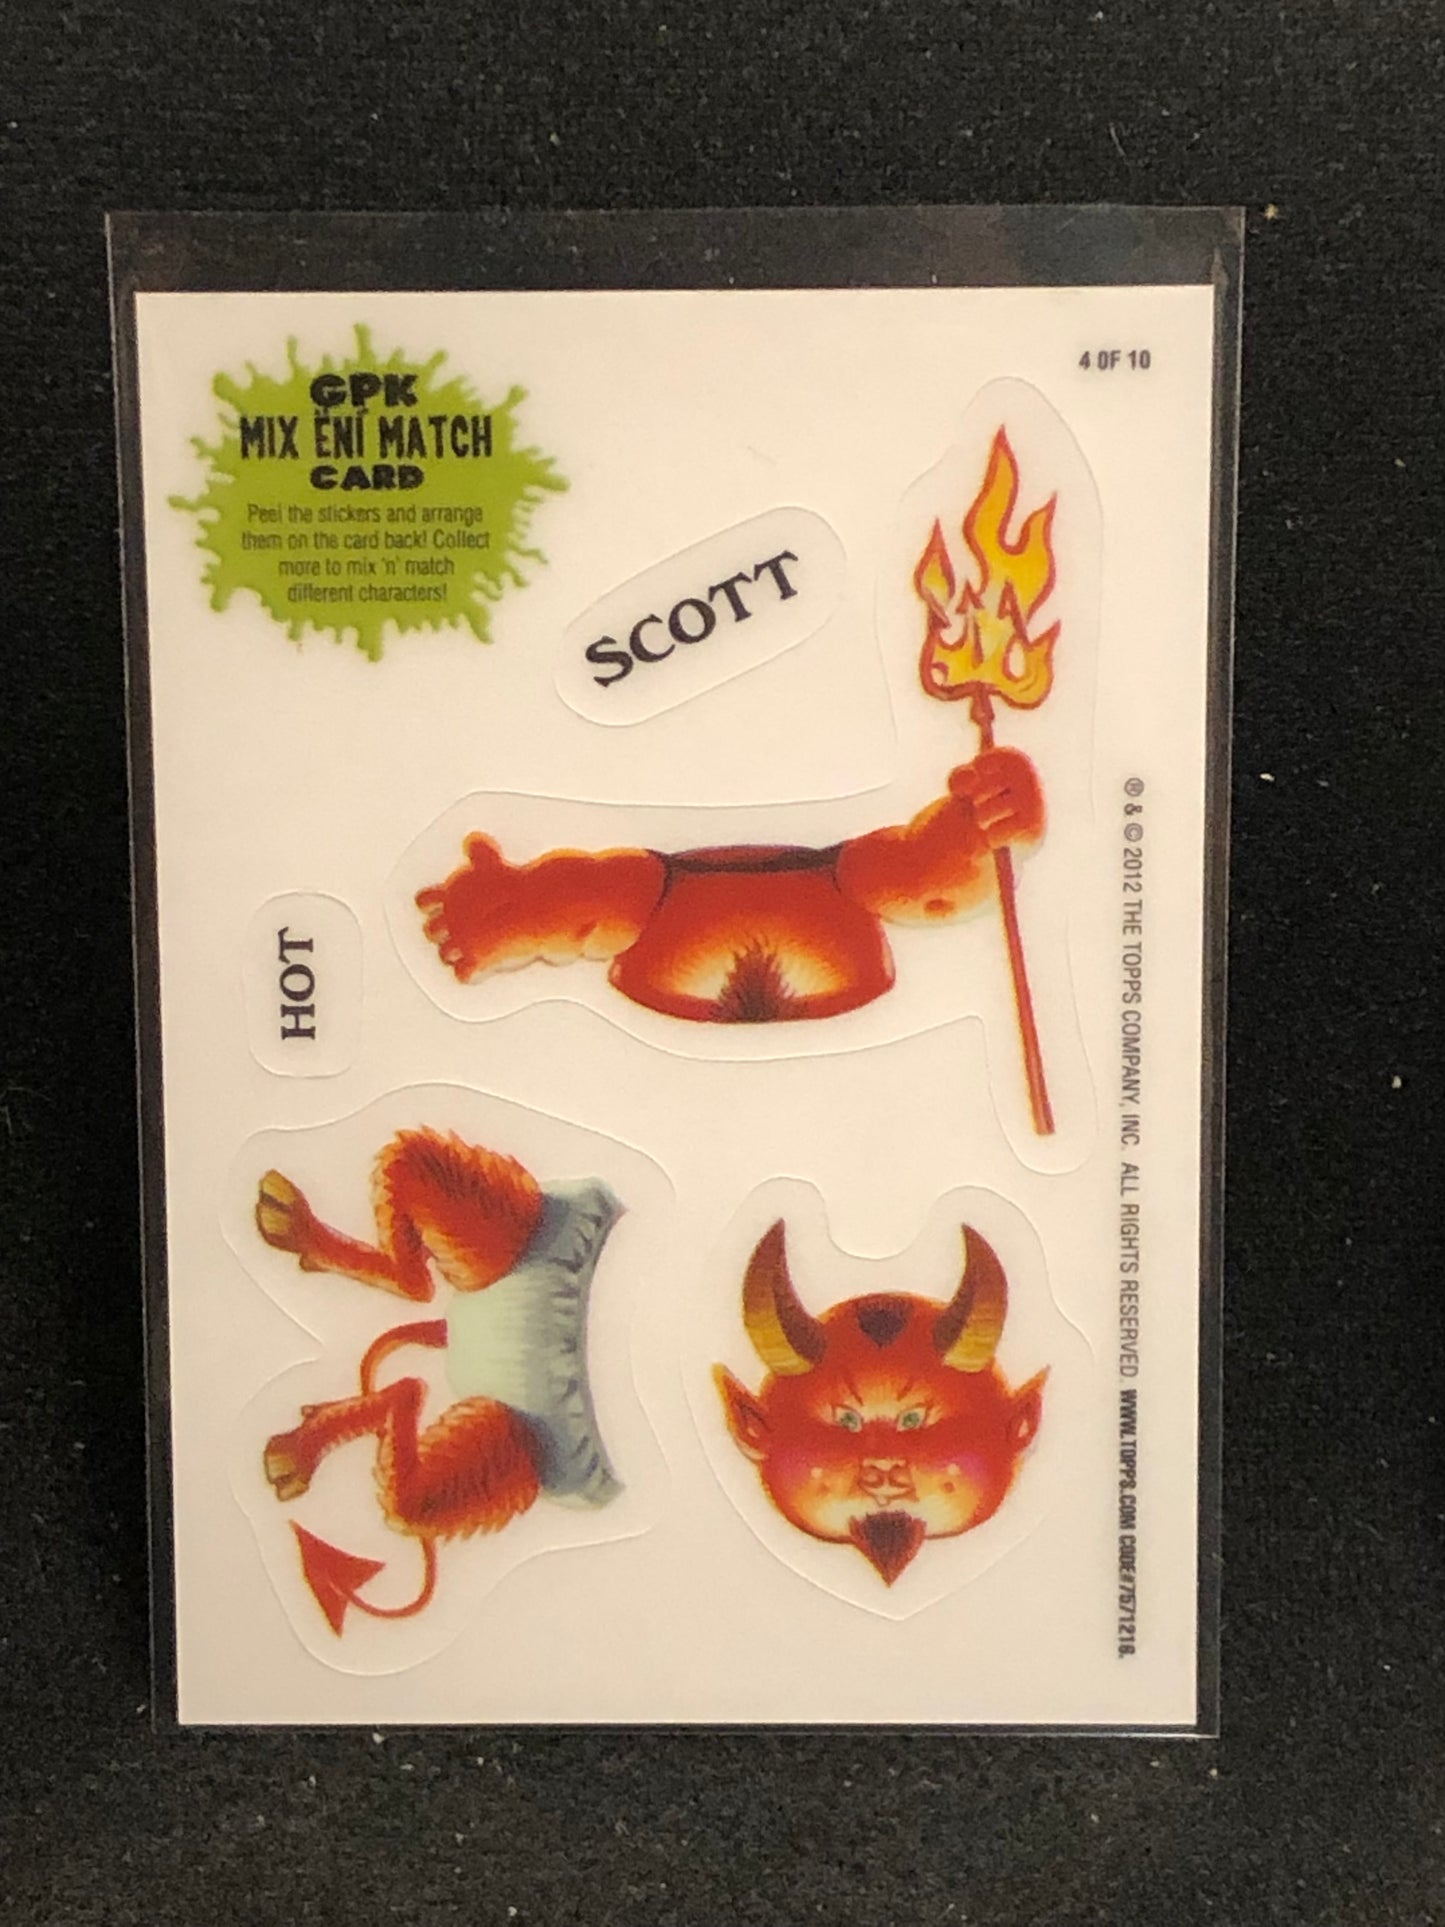 GPK
MIX 'N' MATCH
CARD
Peel the stickers and arrange
them on the card back! Collect
more to mix 'n' match
different characters!
4 OF 10
SCOTT
HOT
® & © 2012 THE TOPPS COMPANY, INC. ALL RIGHTS RESERVED. WWW.TOPPS.COM CODE#7571216.